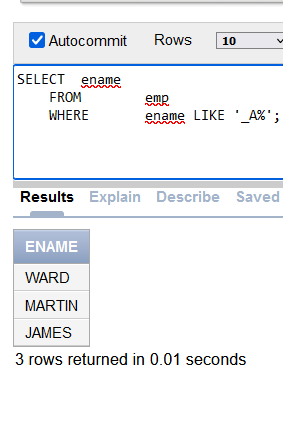 Autocommit Rows 10
SELECT ename
FROM emp
WHERE ename LIKE '_A%';
Results Explain Describe Saved
ENAME
WARD
MARTIN
JAMES
3 rows returned in 0.01 seconds